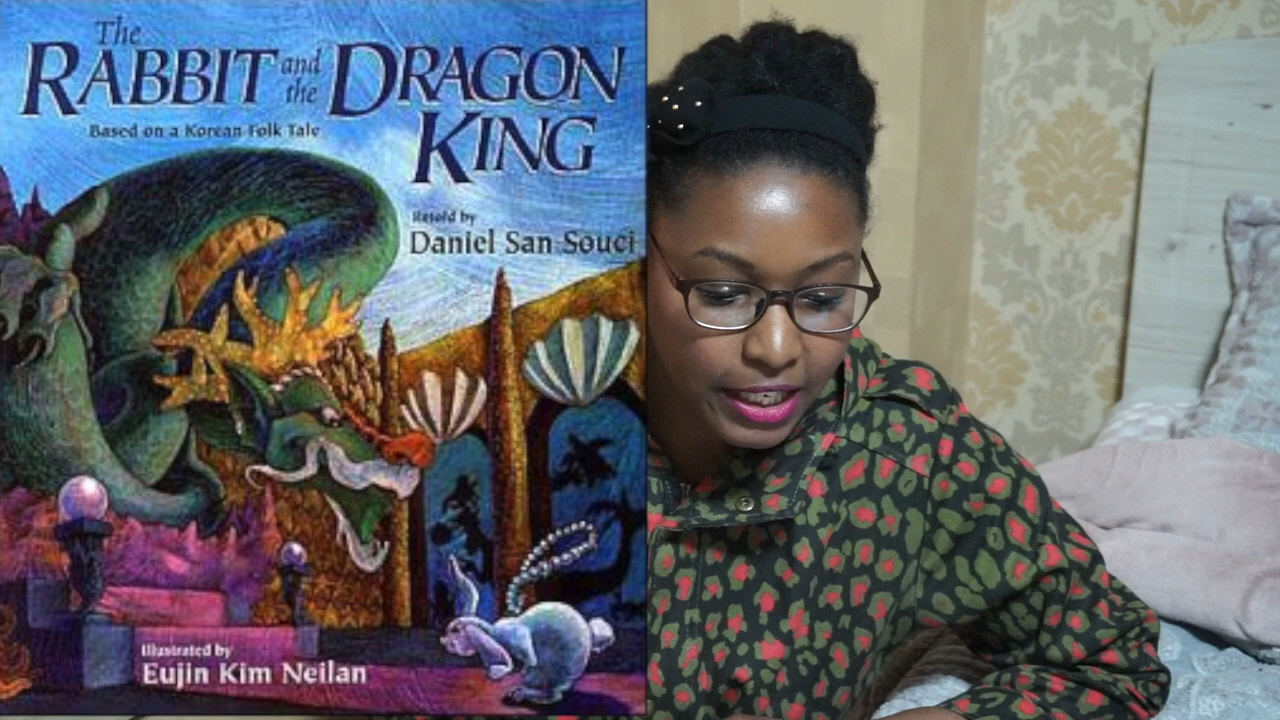 The
RABBIT and the DRAGON
KING
Based on a Korean Folk Tale
Retold by
Daniel San Souci
Illustrated by
Eujin Kim Neilan